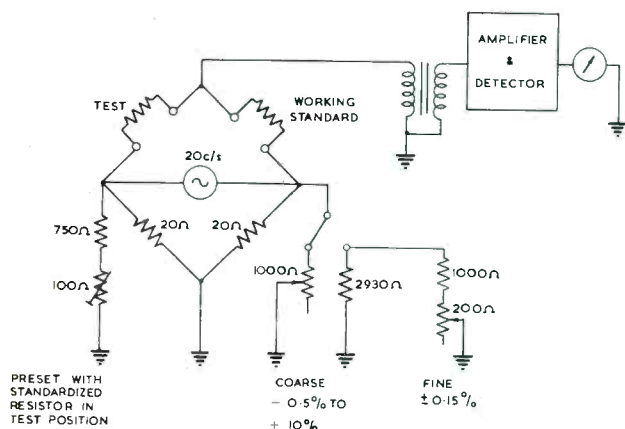 AMPLIFIER
&
DETECTOR
TEST
WORKING
STANDARD
20c/s
750Ω
20Ω
20Ω
100Ω
1000Ω
2930Ω
1000Ω
200Ω
PRESET WITH
STANDARDIZED
RESISTOR IN
TEST POSITION
COARSE
- 0·5% TO
+ 10%
FINE
± 0·15%